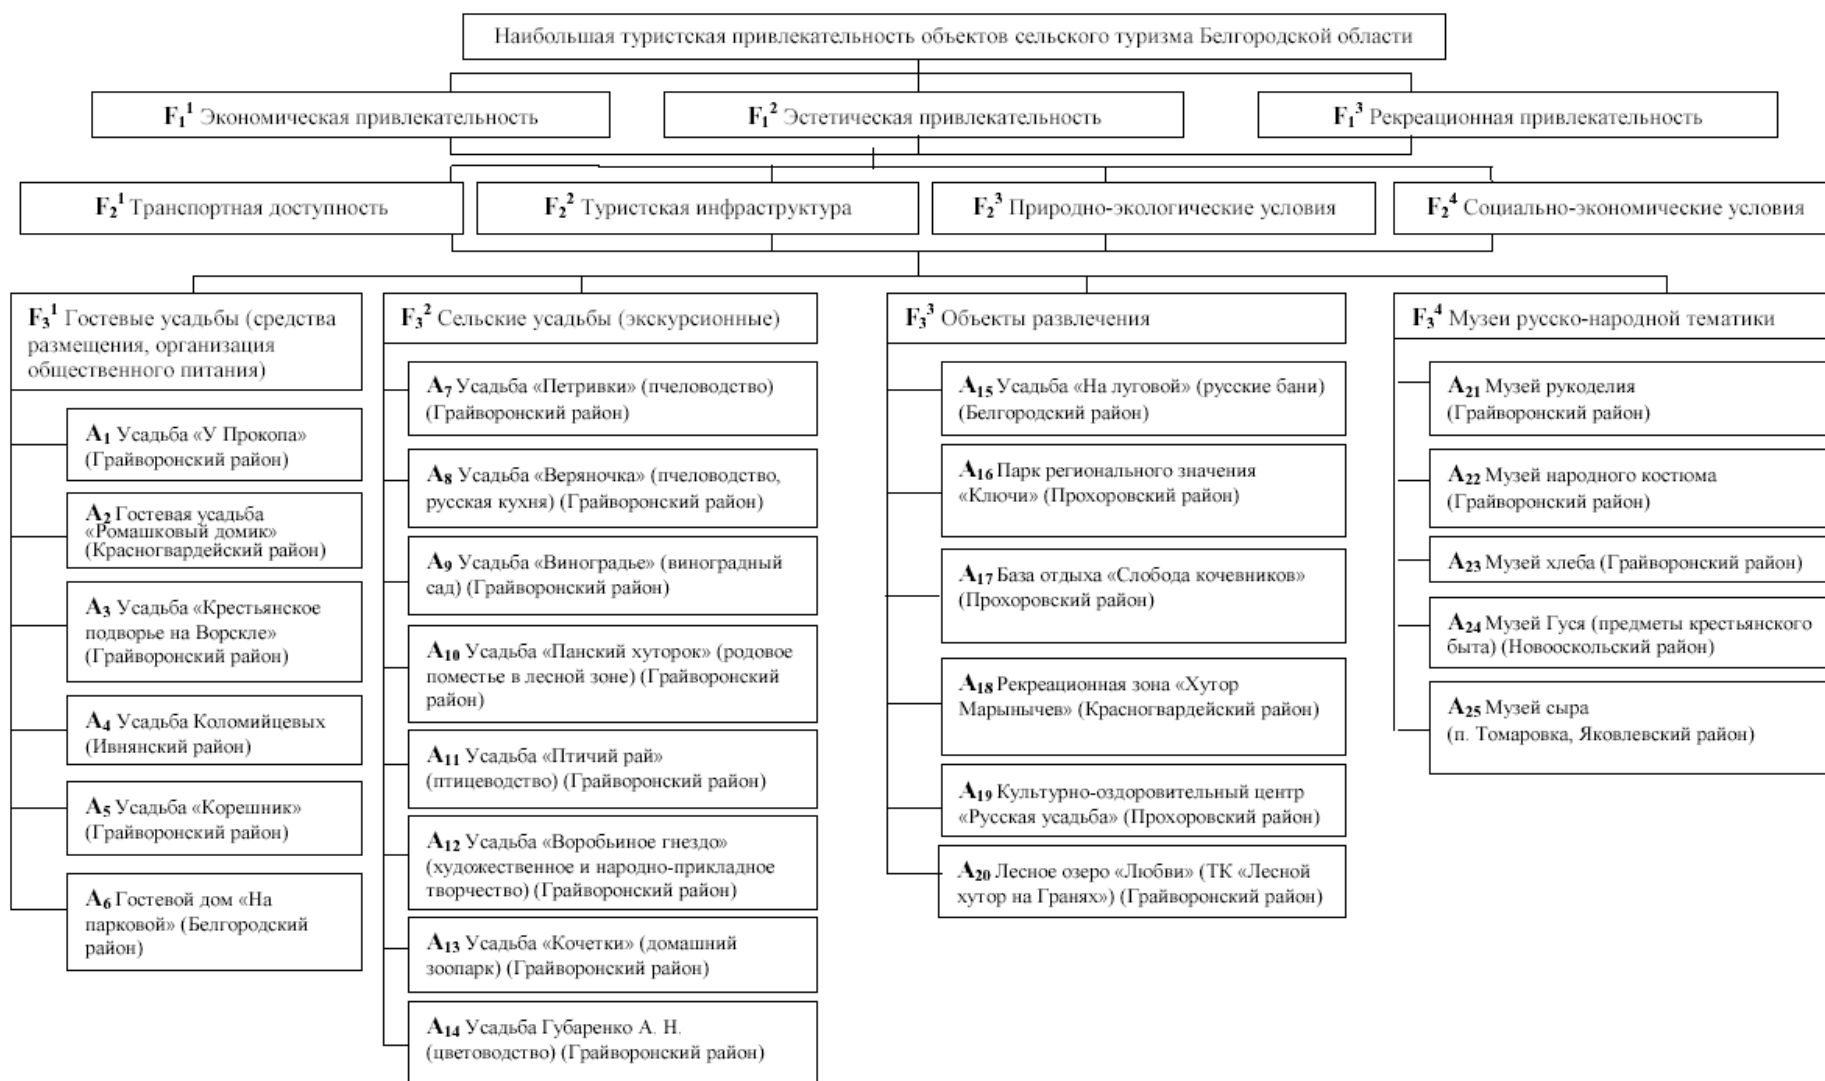 Наибольшая туристская привлекательность объектов сельского туризма Белгородской области
F₁¹ Экономическая привлекательность
F₁² Эстетическая привлекательность
F₁³ Рекреационная привлекательность
F₂¹ Транспортная доступность
F₂² Туристская инфраструктура
F₂³ Природно-экологические условия
F₂⁴ Социально-экономические условия
F₃¹ Гостевые усадьбы (средства
размещения, организация
общественного питания)
A₁ Усадьба «У Прокопа»
(Грайворонский район)
A₂ Гостевая усадьба
«Ромашковый домик»
(Красногвардейский район)
A₃ Усадьба «Крестьянское
подворье на Ворскле»
(Грайворонский район)
A₄ Усадьба Коломийцевых
(Ивнянский район)
A₅ Усадьба «Корешник»
(Грайворонский район)
A₆ Гостевой дом «На
парковой» (Белгородский
район)
F₃² Сельские усадьбы (экскурсионные)
A₇ Усадьба «Петривки» (пчеловодство)
(Грайворонский район)
A₈ Усадьба «Веряночка» (пчеловодство,
русская кухня) (Грайворонский район)
A₉ Усадьба «Виноградье» (виноградный
сад) (Грайворонский район)
A₁₀ Усадьба «Панский хуторок» (родовое
поместье в лесной зоне) (Грайворонский
район)
A₁₁ Усадьба «Птичий рай»
(птицеводство) (Грайворонский район)
A₁₂ Усадьба «Воробьиное гнездо»
(художественное и народно-прикладное
творчество) (Грайворонский район)
A₁₃ Усадьба «Кочетки» (домашний
зоопарк) (Грайворонский район)
A₁₄ Усадьба Губаренко А. Н.
(цветоводство) (Грайворонский район)
F₃³ Объекты развлечения
A₁₅ Усадьба «На луговой» (русские бани)
(Белгородский район)
A₁₆ Парк регионального значения
«Ключи» (Прохоровский район)
A₁₇ База отдыха «Слобода кочевников»
(Прохоровский район)
A₁₈ Рекреационная зона «Хутор
Марынычев» (Красногвардейский район)
A₁₉ Культурно-оздоровительный центр
«Русская усадьба» (Прохоровский район)
A₂₀ Лесное озеро «Любви» (ТК «Лесной
хутор на Гранях») (Грайворонский район)
F₃⁴ Музеи русско-народной тематики
A₂₁ Музей рукоделия
(Грайворонский район)
A₂₂ Музей народного костюма
(Грайворонский район)
A₂₃ Музей хлеба (Грайворонский район)
A₂₄ Музей Гуся (предметы крестьянского
быта) (Новооскольский район)
A₂₅ Музей сыра
(п. Томаровка, Яковлевский район)